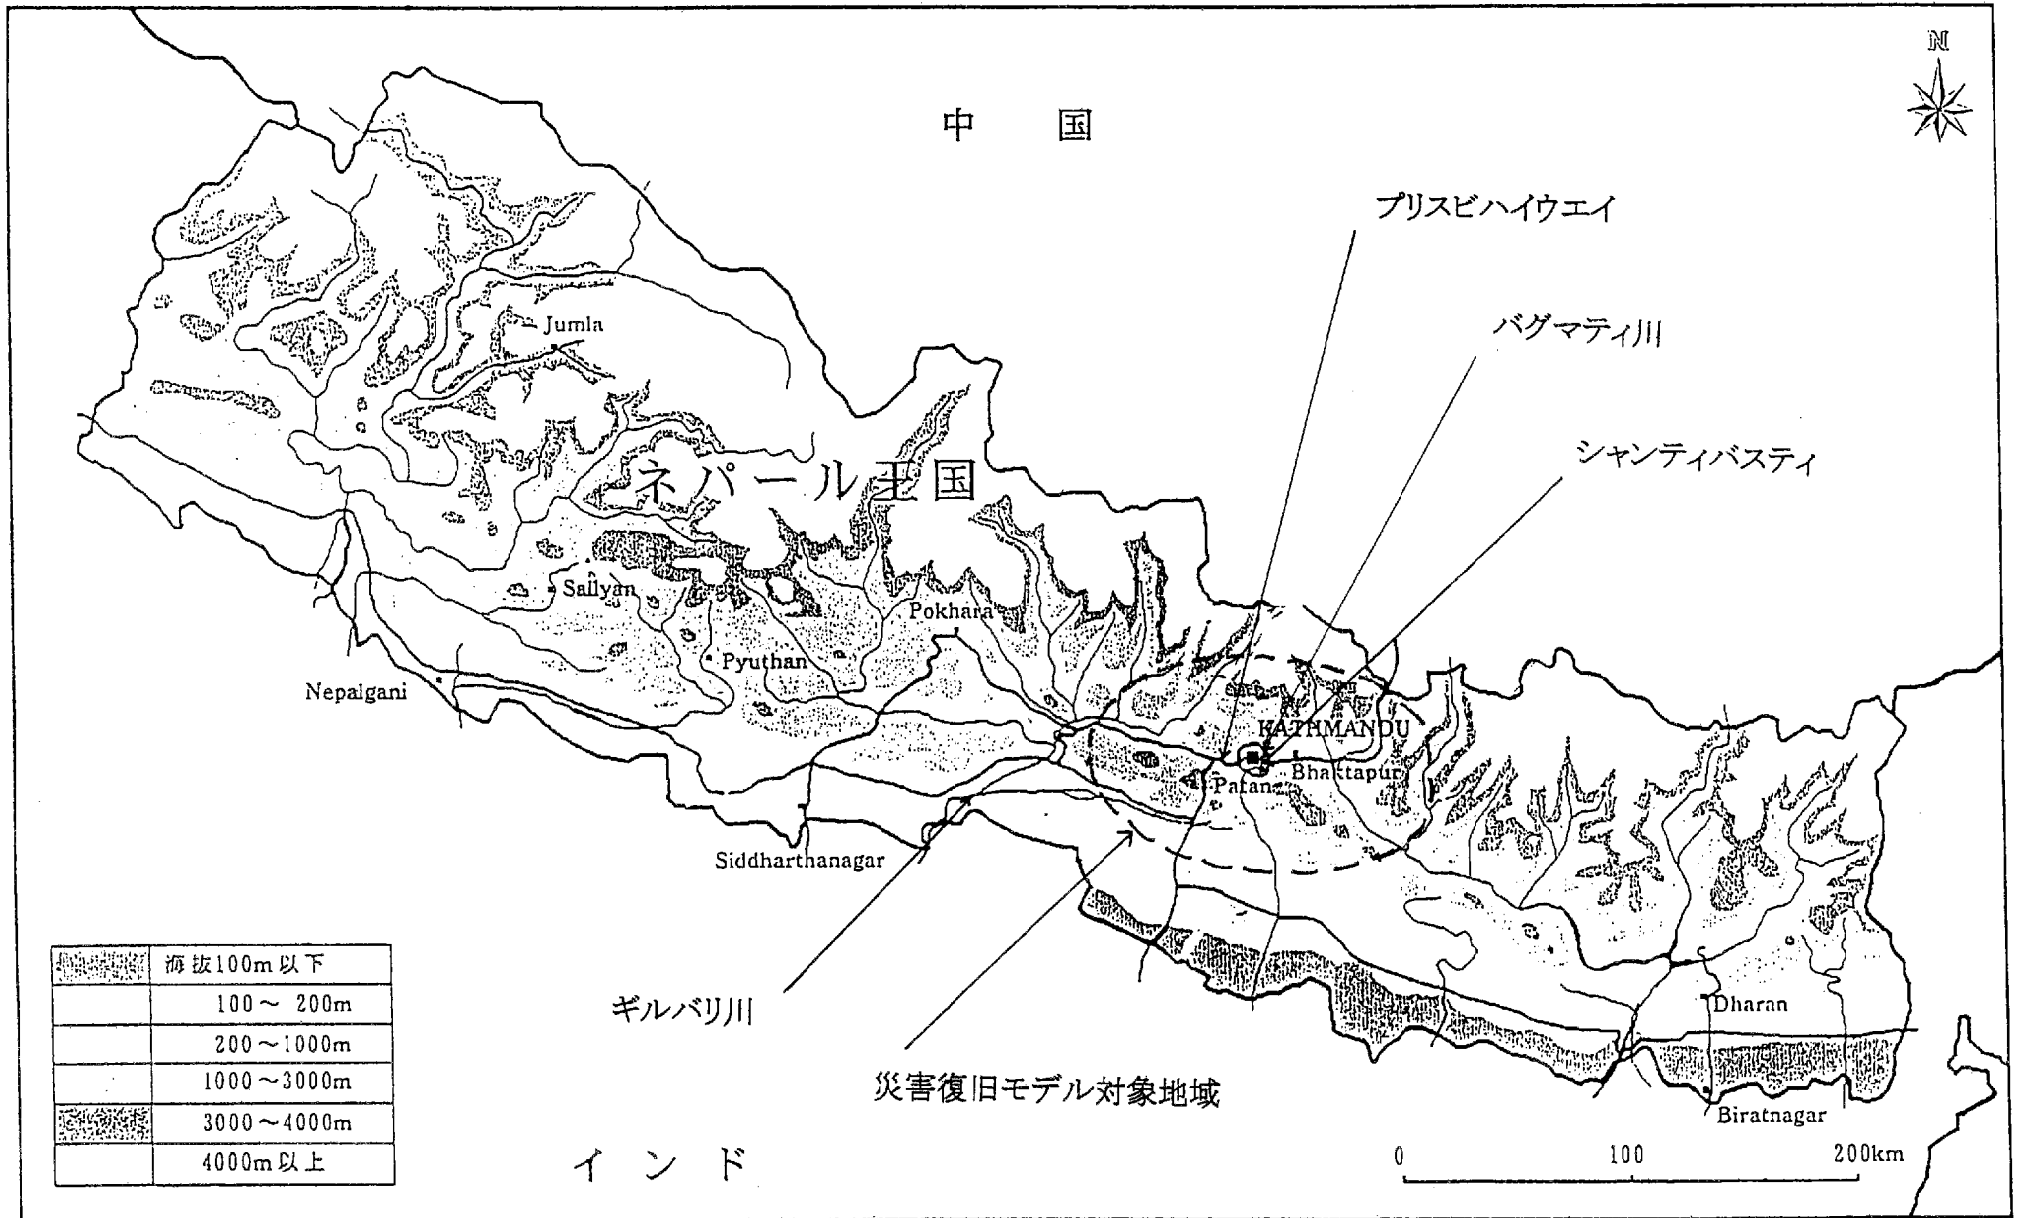 N
中 国
プリスビハイウエイ
バグマティ川
Jumla
シャンティバスティ
ネパール王国
Sallyan
Pokhara
Pyuthan
Nepalgani
KATHMANDU
Bhaktapur
Patan
Siddharthanagar
海抜100m以下
100～ 200m
200～1000m
1000～3000m
3000～4000m
4000m以上
ギルバリ川
Dharan
災害復旧モデル対象地域
Biratnagar
インド
0 100 200km